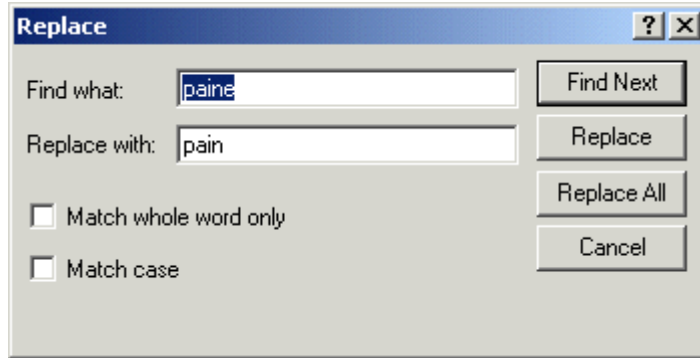 Replace
Find what: paine
Find Next
Replace with: pain
Replace
Replace All
Match whole word only
Cancel
Match case